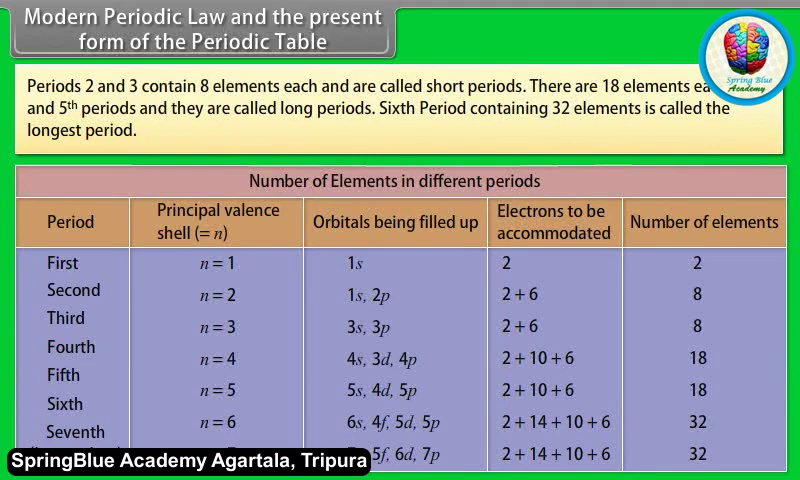 Modern Periodic Law and the present
form of the Periodic Table
Spring Blue
Academy
Periods 2 and 3 contain 8 elements each and are called short periods. There are 18 elements
and 5th periods and they are called long periods. Sixth Period containing 32 elements is called the
longest period.
Number of Elements in different periods
Period Principal valence shell (= n) Orbitals being filled up Electrons to be accommodated Number of elements
First n = 1 1s 2 2
Second n = 2 1s, 2p 2 + 6 8
Third n = 3 3s, 3p 2 + 6 8
Fourth n = 4 4s, 3d, 4p 2 + 10 + 6 18
Fifth n = 5 5s, 4d, 5p 2 + 10 + 6 18
Sixth n = 6 6s, 4f, 5d, 5p 2 + 14 + 10 + 6 32
Seventh 5f, 6d, 7p 2 + 14 + 10 + 6 32
SpringBlue Academy Agartala, Tripura